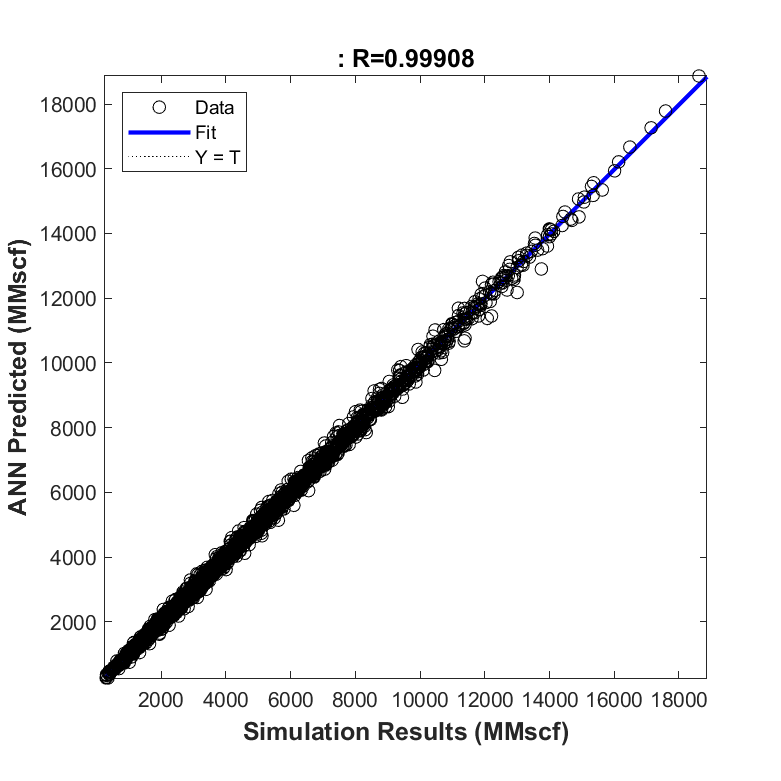 : R=0.99908
Data
Fit
Y = T
18000
16000
14000
12000
10000
8000
6000
4000
2000
ANN Predicted (MMscf)
2000 4000 6000 8000 10000 12000 14000 16000 18000
Simulation Results (MMscf)